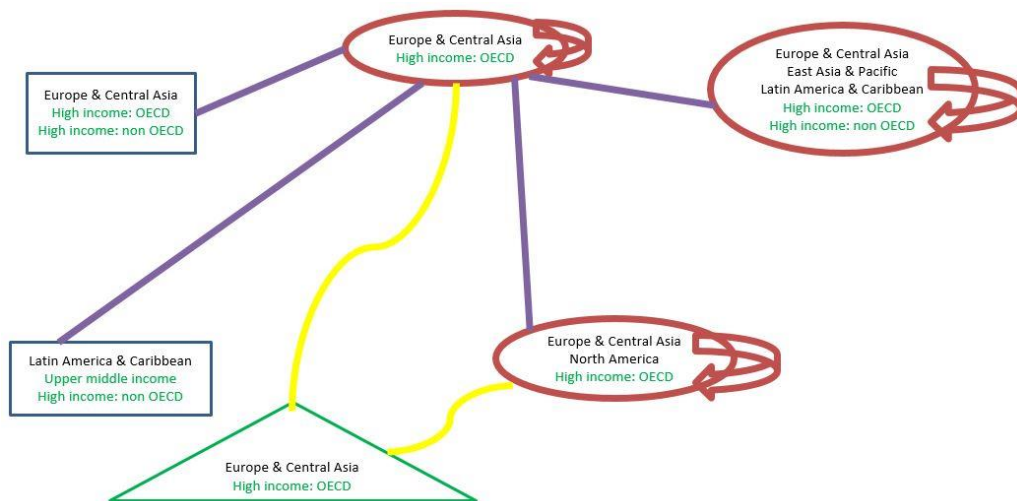 Europe & Central Asia
High income: OECD
Europe & Central Asia
East Asia & Pacific
Latin America & Caribbean
High income: OECD
High income: non OECD
Europe & Central Asia
High income: OECD
High income: non OECD
Latin America & Caribbean
Upper middle income
High income: non OECD
Europe & Central Asia
North America
High income: OECD
Europe & Central Asia
High income: OECD